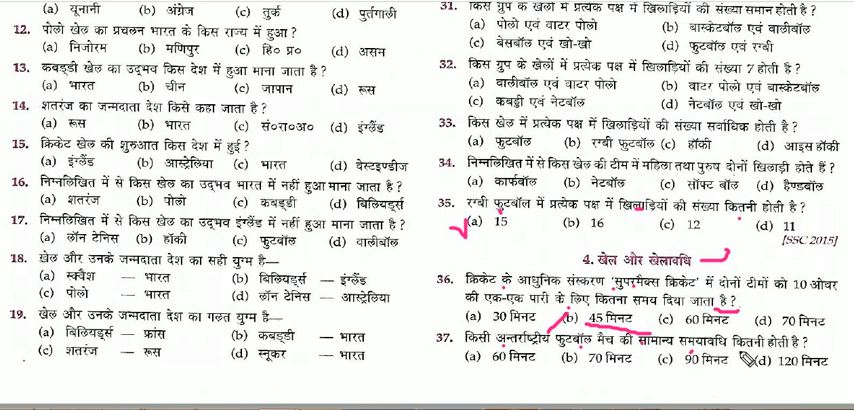 (a) यूनानी (b) अंग्रेज (c) तुर्क (d) पुर्तगाली
12. पोलो खेल का प्रचलन भारत के किस राज्य में हुआ ?
(a) मिजोरम (b) मणिपुर (c) हि० प्र० (d) असम
13. कबड्डी खेल का उद्भव किस देश में हुआ माना जाता है ?
(a) भारत (b) चीन (c) जापान (d) रूस
14. शतरंज का जन्मदाता देश किसे कहा जाता है ?
(a) रूस (b) भारत (c) सं०रा०अ० (d) इंग्लैंड
15. क्रिकेट खेल की शुरुआत किस देश में हुई ?
(a) इंग्लैंड (b) आस्ट्रेलिया (c) भारत (d) वेस्टइण्डीज
16. निम्नलिखित में से किस खेल का उद्भव भारत में नहीं हुआ माना जाता है ?
(a) शतरंज (b) पोलो (c) कबड्डी (d) बिलियर्ड्स
17. निम्नलिखित में से किस खेल का उद्भव इंग्लैंड में नहीं हुआ माना जाता है ?
(a) लॉन टेनिस (b) हॉकी (c) फुटबॉल (d) वालीबॉल
18. खेल और उनके जन्मदाता देश का सही युग्म है—
(a) स्क्वैश — भारत (b) बिलियर्ड्स — इंग्लैंड
(c) पोलो — भारत (d) लॉन टेनिस — आस्ट्रेलिया
19. खेल और उनके जन्मदाता देश का गलत युग्म है—
(a) बिलियर्ड्स — फ्रांस (b) कबड्डी — भारत
(c) शतरंज — रूस (d) स्नूकर — भारत
31. किस ग्रुप के खेलों में प्रत्येक पक्ष में खिलाड़ियों की संख्या समान होती है ?
(a) पोलो एवं वाटर पोलो (b) बास्केटबॉल एवं वालीबॉल
(c) बेसबॉल एवं खो-खो (d) फुटबॉल एवं रग्बी
32. किस ग्रुप के खेलों में प्रत्येक पक्ष में खिलाड़ियों की संख्या 7 होती है ?
(a) वालीबॉल एवं वाटर पोलो (b) वाटर पोलो एवं बास्केबॉल
(c) कबड्डी एवं नेटबॉल (d) नेटबॉल एवं खो-खो
33. किस खेल में प्रत्येक पक्ष में खिलाड़ियों की संख्या सर्वाधिक होती है ?
(a) फुटबॉल (b) रग्बी फुटबॉल (c) हॉकी (d) आइस हॉकी
34. निम्नलिखित में से किस खेल की टीम में महिला तथा पुरुष दोनों खिलाड़ी होते हैं ?
(a) कार्फबॉल (b) नेटबॉल (c) सॉफ्ट बॉल (d) हैण्डबॉल
35. रग्बी फुटबॉल में प्रत्येक पक्ष में खिलाड़ियों की संख्या कितनी होती है ?
(a) 15 (b) 16 (c) 12 (d) 11
[SSC 2015]
4. खेल और खेलावधि
36. क्रिकेट के आधुनिक संस्करण 'सुपरमैक्स क्रिकेट' में दोनों टीमों को 10 ओवर
की एक-एक पारी के लिए कितना समय दिया जाता है ?
(a) 30 मिनट (b) 45 मिनट (c) 60 मिनट (d) 70 मिनट
37. किसी अन्तर्राष्ट्रीय फुटबॉल मैच की सामान्य समयावधि कितनी होती है ?
(a) 60 मिनट (b) 70 मिनट (c) 90 मिनट (d) 120 मिनट